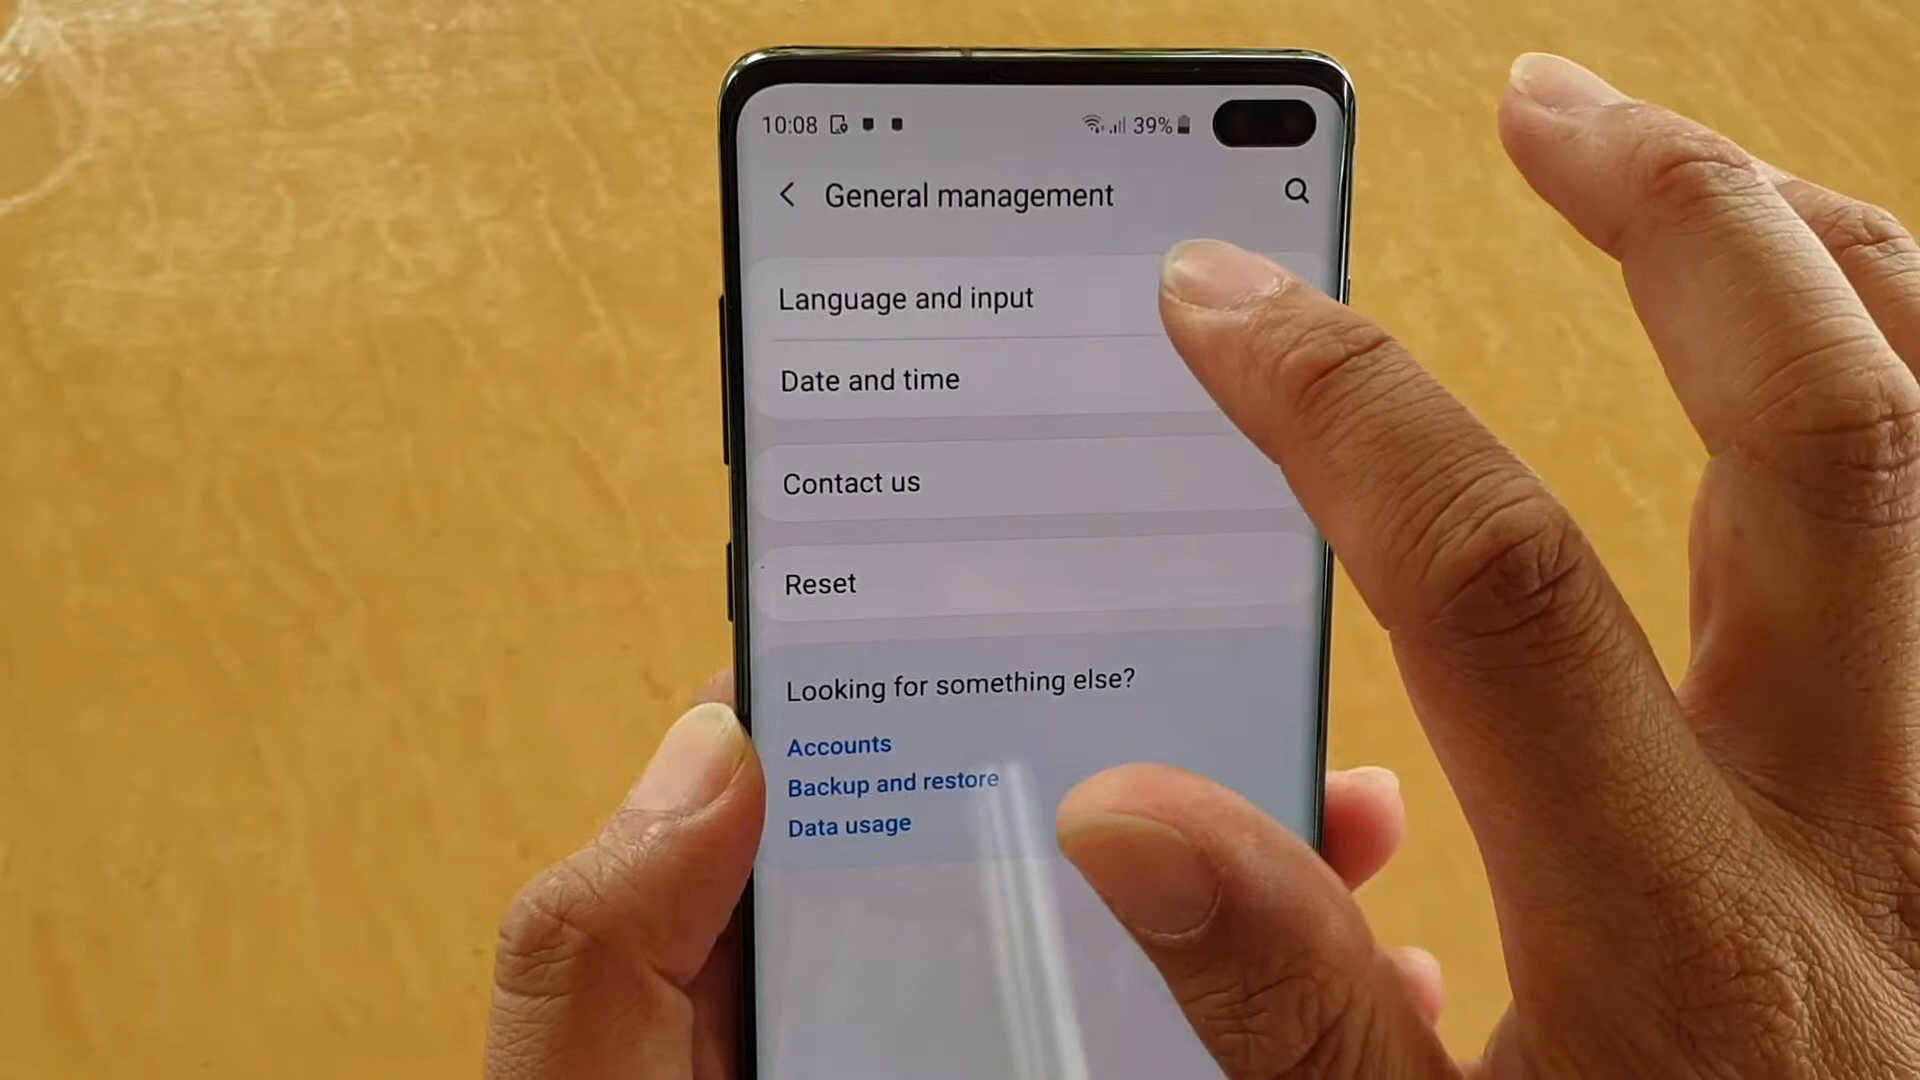 10:08 39%
General management
Language and input
Date and time
Contact us
Reset
Looking for something else?
Accounts
Backup and restore
Data usage